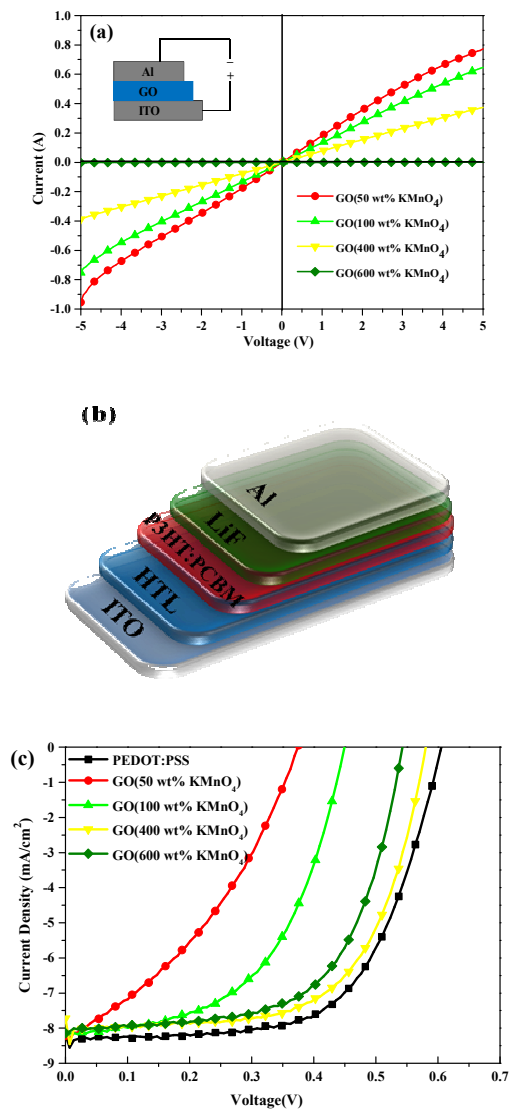 (a)
Al
GO
ITO
−
+
1.0
0.8
0.6
0.4
0.2
0.0
-0.2
-0.4
-0.6
-0.8
-1.0
Current (A)
GO(50 wt% KMnO4)
GO(100 wt% KMnO4)
GO(400 wt% KMnO4)
GO(600 wt% KMnO4)
-5 -4 -3 -2 -1 0 1 2 3 4 5
Voltage (V)
(b)
Al
LiF
P3HT:PCBM
HTL
ITO
(c)
PEDOT:PSS
GO(50 wt% KMnO4)
GO(100 wt% KMnO4)
GO(400 wt% KMnO4)
GO(600 wt% KMnO4)
0
-1
-2
-3
-4
-5
-6
-7
-8
-9
Current Density (mA/cm²)
0.0 0.1 0.2 0.3 0.4 0.5 0.6 0.7
Voltage(V)